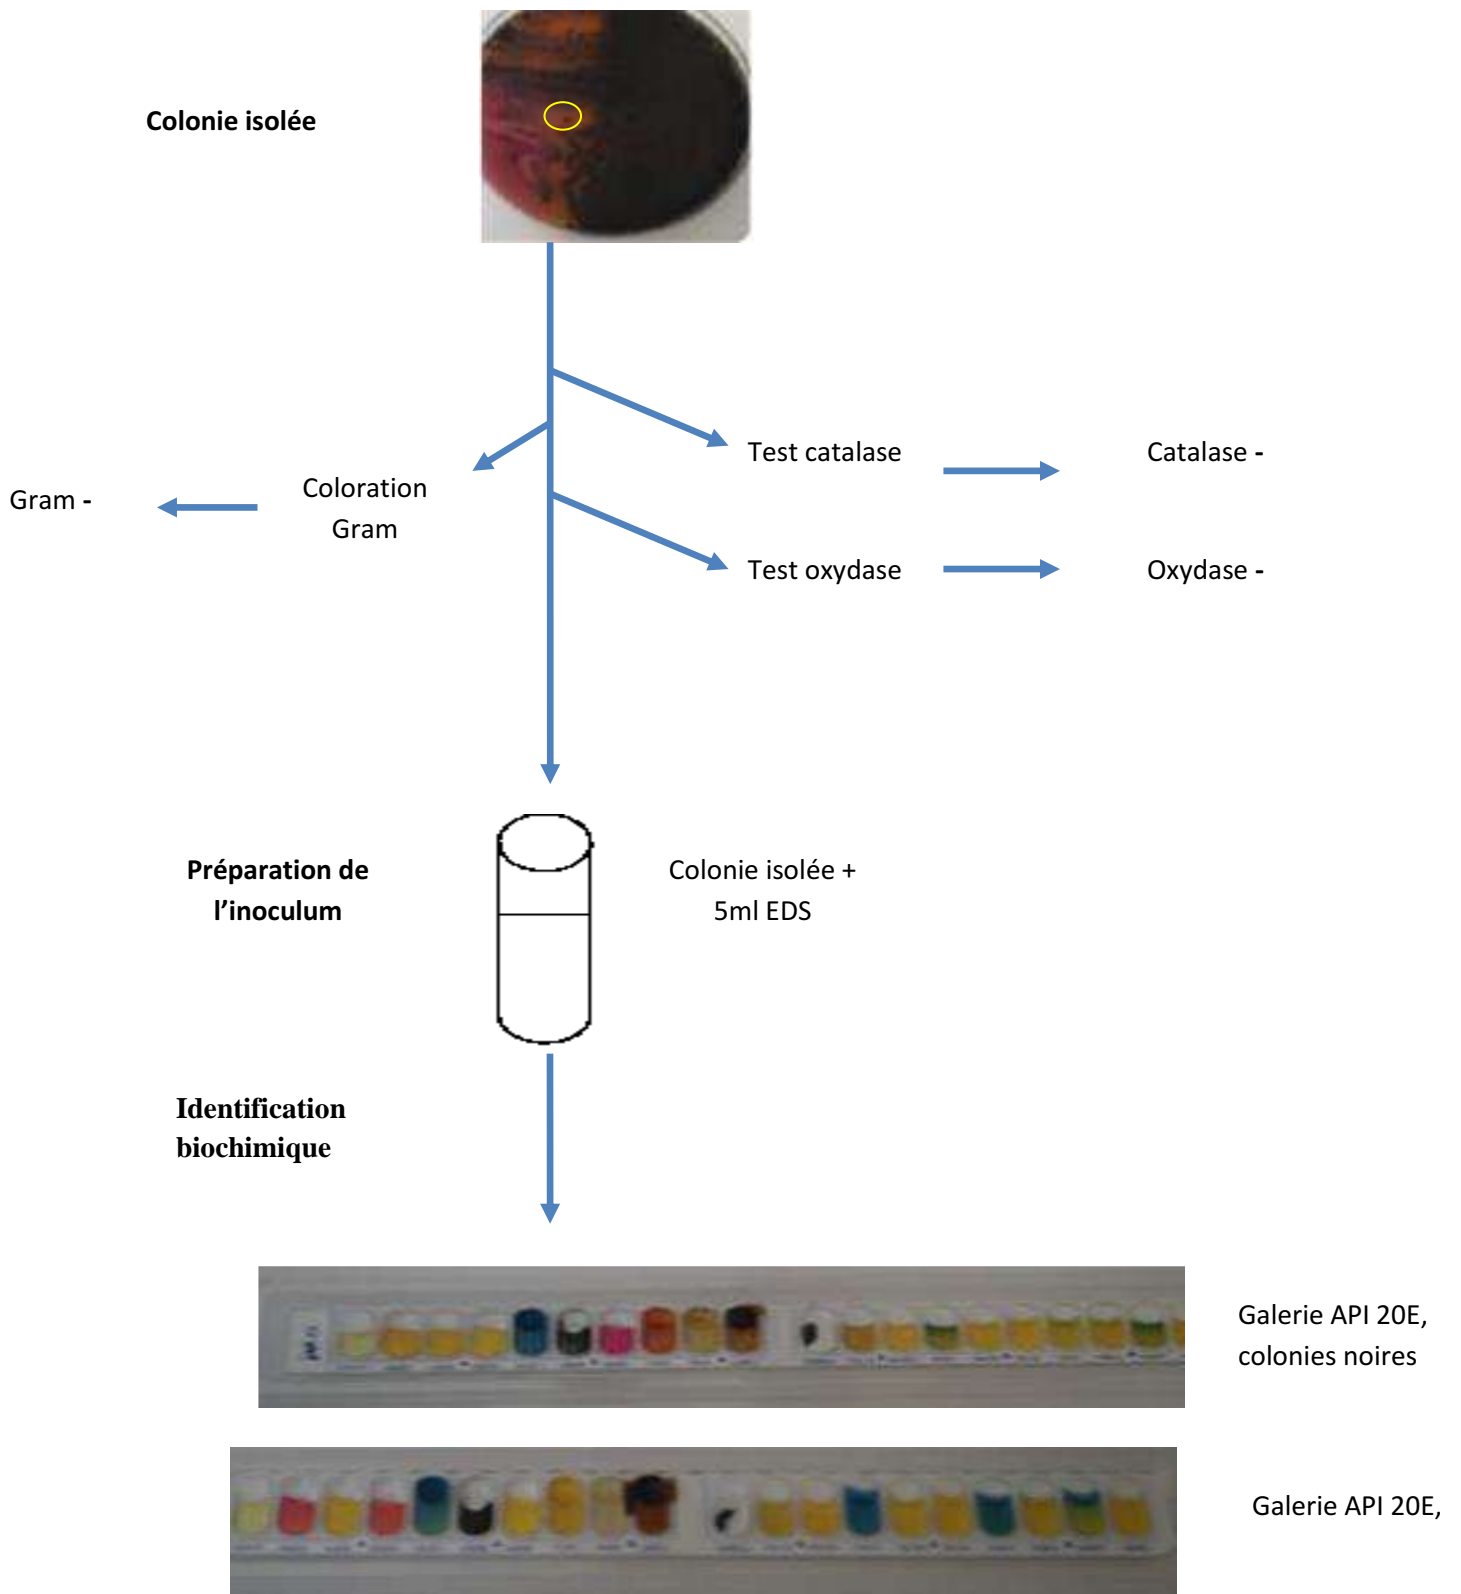 Colonie isolée
Test catalase
Catalase -
Gram -
Coloration
Gram
Test oxydase
Oxydase -
Préparation de
l’inoculum
Colonie isolée +
5ml EDS
Identification
biochimique
Galerie API 20E,
colonies noires
Galerie API 20E,